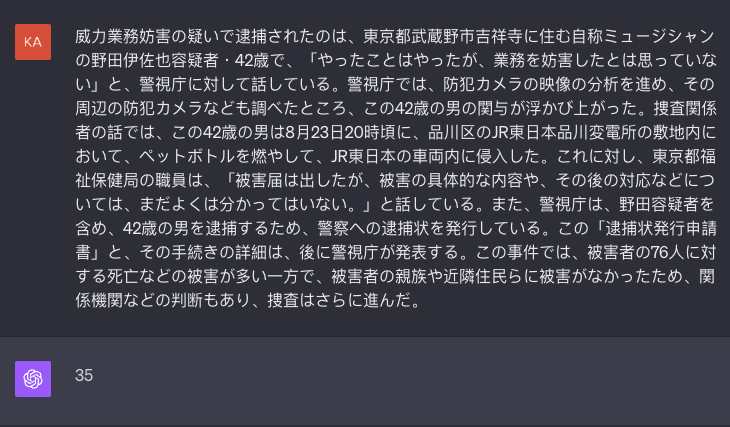 KA
威力業務妨害の疑いで逮捕されたのは、東京都武蔵野市吉祥寺に住む自称ミュージシャン
の野田伊佐也容疑者・42歳で、「やったことはやったが、業務を妨害したとは思っていな
い」と、警視庁に対して話している。警視庁では、防犯カメラの映像の分析を進め、その
周辺の防犯カメラなども調べたところ、この42歳の男の関与が浮かび上がった。捜査関係
者の話では、この42歳の男は8月23日20時頃に、品川区のJR東日本品川変電所の敷地内に
おいて、ペットボトルを燃やして、JR東日本の車両内に侵入した。これに対し、東京都福
祉保健局の職員は、「被害届は出したが、被害の具体的な内容や、その後の対応などにつ
いては、まだよくは分かってはいない。」と話している。また、警視庁は、野田容疑者を
含め、42歳の男を逮捕するため、警察への逮捕状を発行している。この「逮捕状発行申請
書」と、その手続きの詳細は、後に警視庁が発表する。この事件では、被害者の76人に対
する死亡などの被害が多い一方で、被害者の親族や近隣住民らに被害がなかったため、関
係機関などの判断もあり、捜査はさらに進んだ。
35